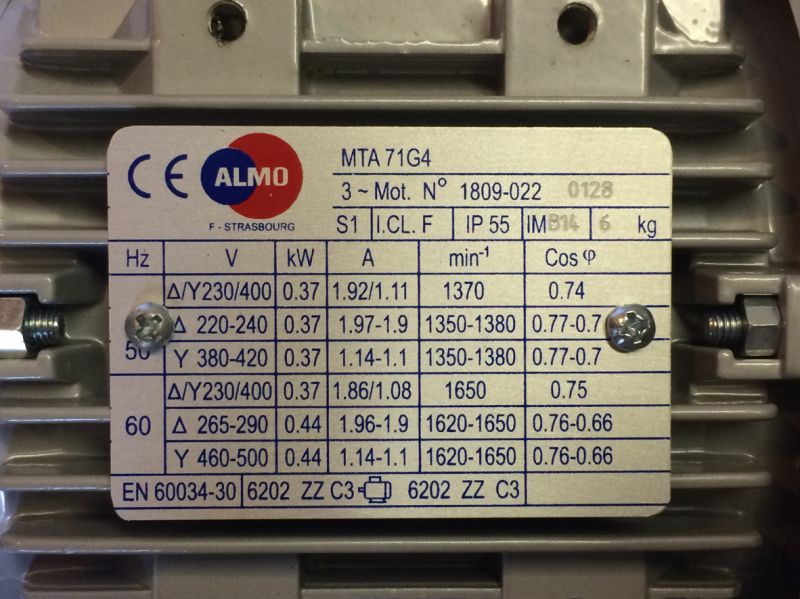 CE ALMO
F - STRASBOURG
MTA 71G4
3 ~ Mot. N° 1809-022 0128
S1 I.CL. F IP 55 IM B14 6 kg
Hz V kW A min-1 Cos φ
Δ/Y230/400 0.37 1.92/1.11 1370 0.74
Δ 220-240 0.37 1.97-1.9 1350-1380 0.77-0.7
50 Y 380-420 0.37 1.14-1.1 1350-1380 0.77-0.7
Δ/Y230/400 0.37 1.86/1.08 1650 0.75
60 Δ 265-290 0.44 1.96-1.9 1620-1650 0.76-0.66
Y 460-500 0.44 1.14-1.1 1620-1650 0.76-0.66
EN 60034-30 6202 ZZ C3 6202 ZZ C3